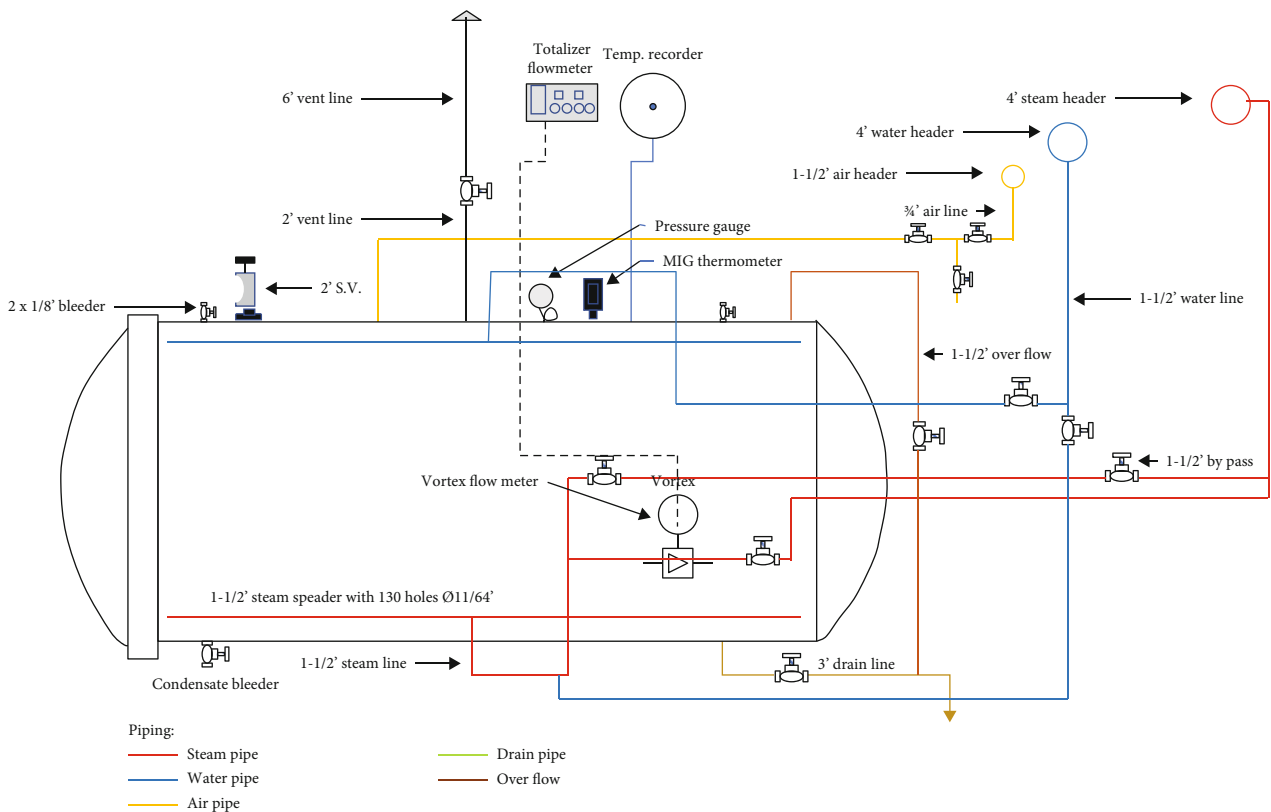 Totalizer
flowmeter
Temp. recorder
6’ vent line
4’ steam header
4’ water header
1-1/2’ air header
2’ vent line
¾’ air line
Pressure gauge
MIG thermometer
2’ S.V.
2 x 1/8’ bleeder
1-1/2’ water line
1-1/2’ over flow
1-1/2’ by pass
Vortex flow meter
Vortex
1-1/2’ steam speader with 130 holes Ø11/64’
1-1/2’ steam line
3’ drain line
Condensate bleeder
Piping:
Steam pipe
Drain pipe
Water pipe
Over flow
Air pipe